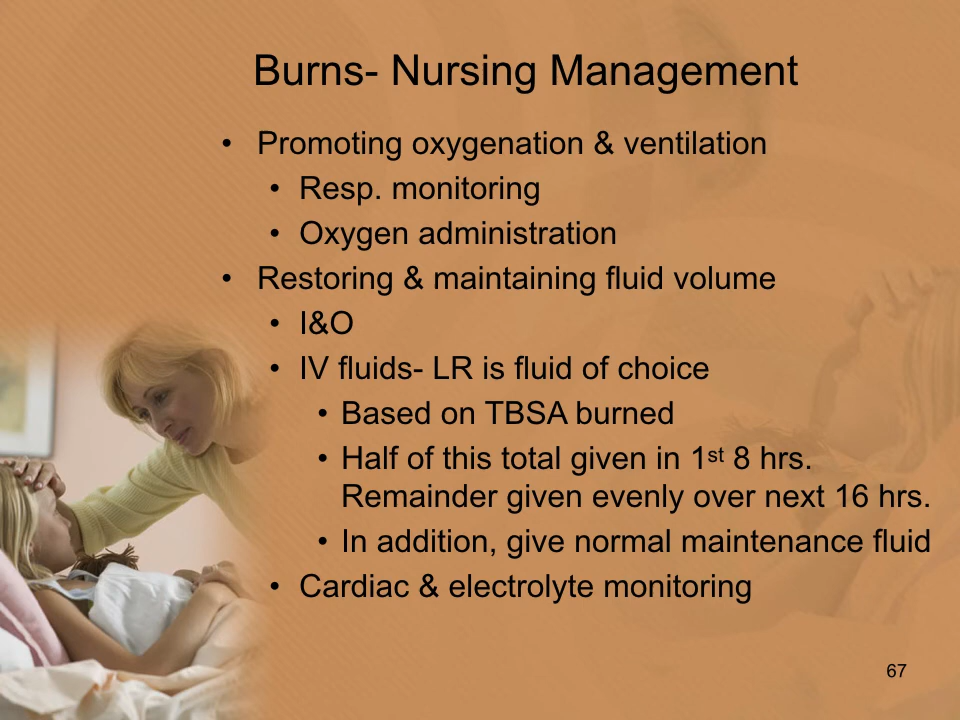 Burns- Nursing Management
• Promoting oxygenation & ventilation
• Resp. monitoring
• Oxygen administration
• Restoring & maintaining fluid volume
• I&O
• IV fluids- LR is fluid of choice
• Based on TBSA burned
• Half of this total given in 1st 8 hrs.
Remainder given evenly over next 16 hrs.
• In addition, give normal maintenance fluid
• Cardiac & electrolyte monitoring
67